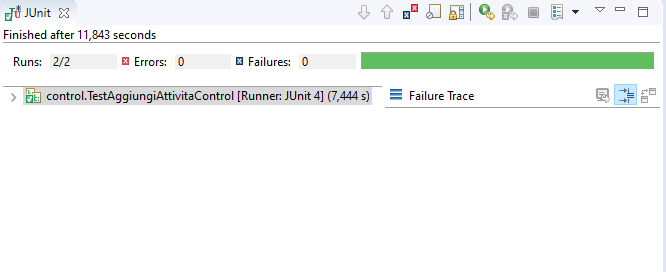 JUnit
Finished after 11,843 seconds
Runs: 2/2 Errors: 0 Failures: 0
control.TestAggiungiAttivitaControl [Runner: JUnit 4] (7,444 s)
Failure Trace